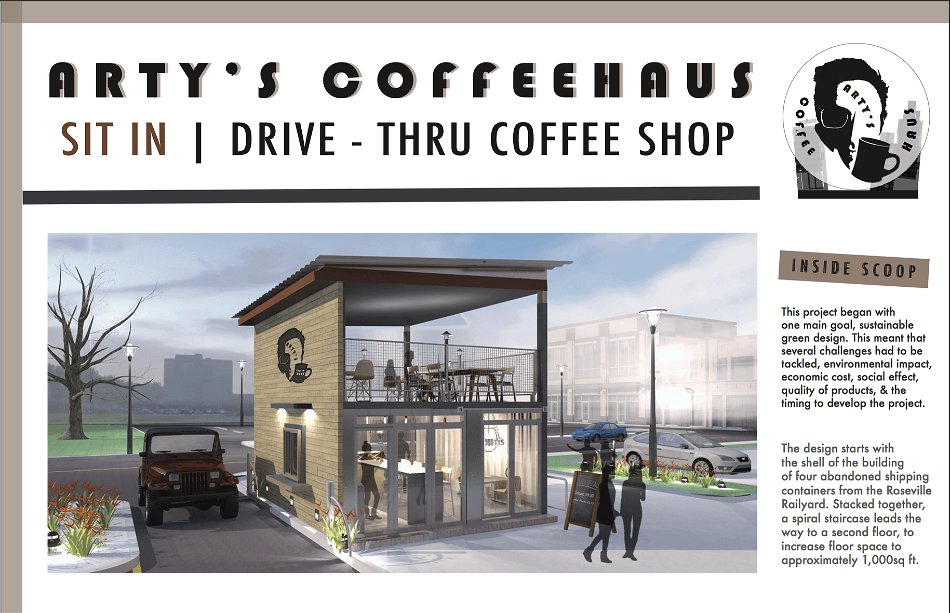 ARTY'S COFFEEHAUS
SIT IN | DRIVE - THRU COFFEE SHOP
ARTY'S
COFFEE HAUS
INSIDE SCOOP
This project began with
one main goal, sustainable
green design. This meant that
several challenges had to be
tackled, environmental impact,
economic cost, social effect,
quality of products, & the
timing to develop the project.
The design starts with
the shell of the building
of four abandoned shipping
containers from the Roseville
Railyard. Stacked together,
a spiral staircase leads the
way to a second floor, to
increase floor space to
approximately 1,000sq ft.
ARTYS